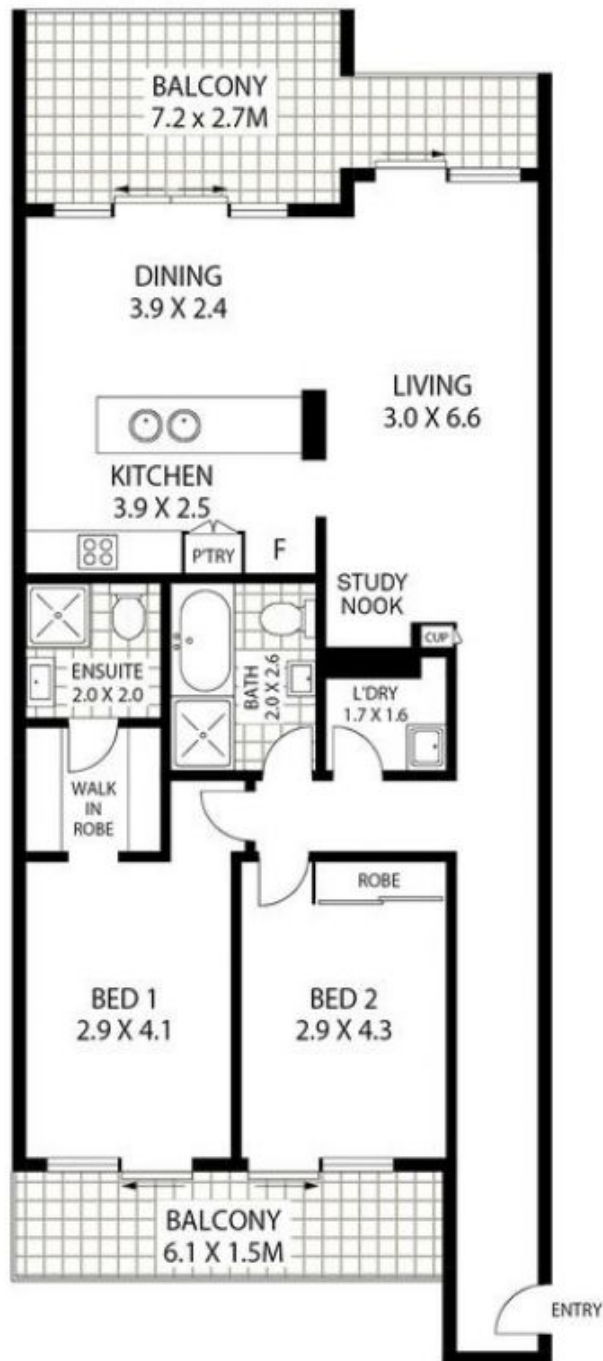 BALCONY
7.2 x 2.7M
DINING
3.9 X 2.4
LIVING
3.0 X 6.6
KITCHEN
3.9 X 2.5
P'TRY
F
STUDY
NOOK
CUP
ENSUITE
2.0 X 2.0
BATH
2.0 X 2.6
L'DRY
1.7 X 1.6
WALK
IN
ROBE
ROBE
BED 1
2.9 X 4.1
BED 2
2.9 X 4.3
BALCONY
6.1 X 1.5M
ENTRY